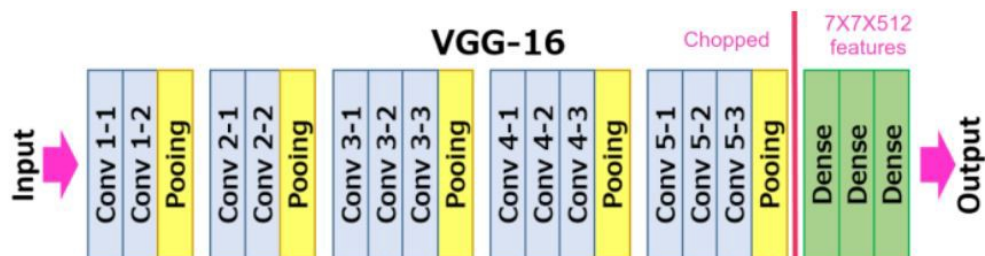 VGG-16
Chopped
7X7X512
features
Input
Conv 1-1
Conv 1-2
Pooing
Conv 2-1
Conv 2-2
Pooing
Conv 3-1
Conv 3-2
Conv 3-3
Pooing
Conv 4-1
Conv 4-2
Conv 4-3
Pooing
Conv 5-1
Conv 5-2
Conv 5-3
Pooing
Dense
Dense
Dense
Output